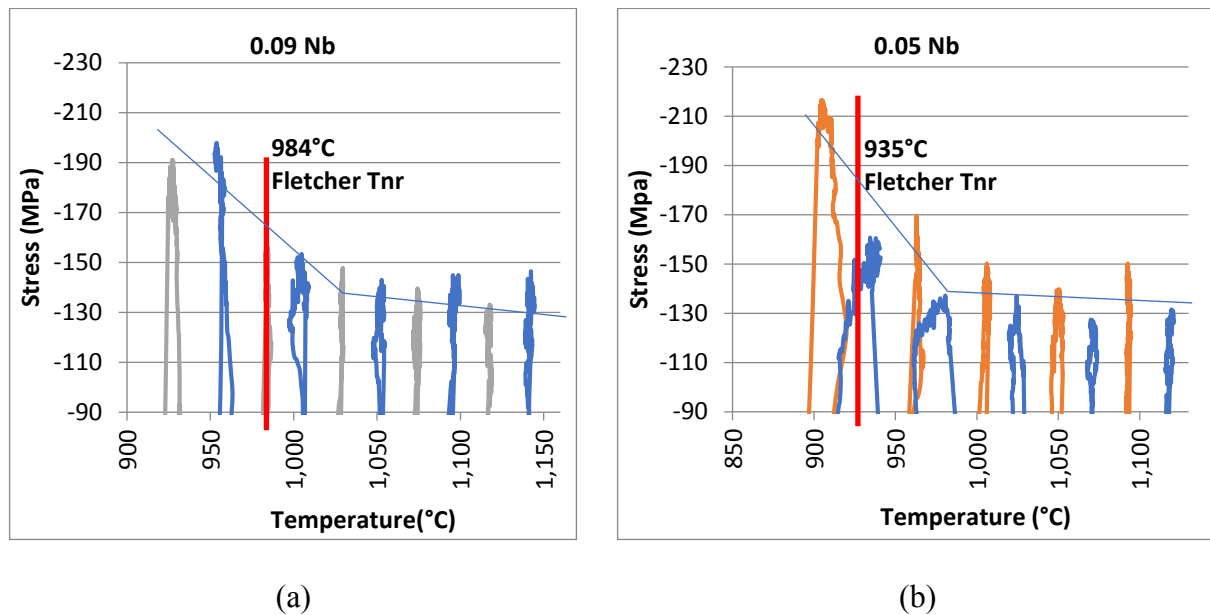 0.09 Nb
-230
-210
-190
-170
-150
-130
-110
-90
Stress (MPa)
984°C
Fletcher Tnr
900
950
1,000
1,050
1,100
1,150
Temperature(°C)
(a)
0.05 Nb
-230
-210
-190
-170
-150
-130
-110
-90
Stress (Mpa)
935°C
Fletcher Tnr
850
900
950
1,000
1,050
1,100
Temperature (°C)
(b)